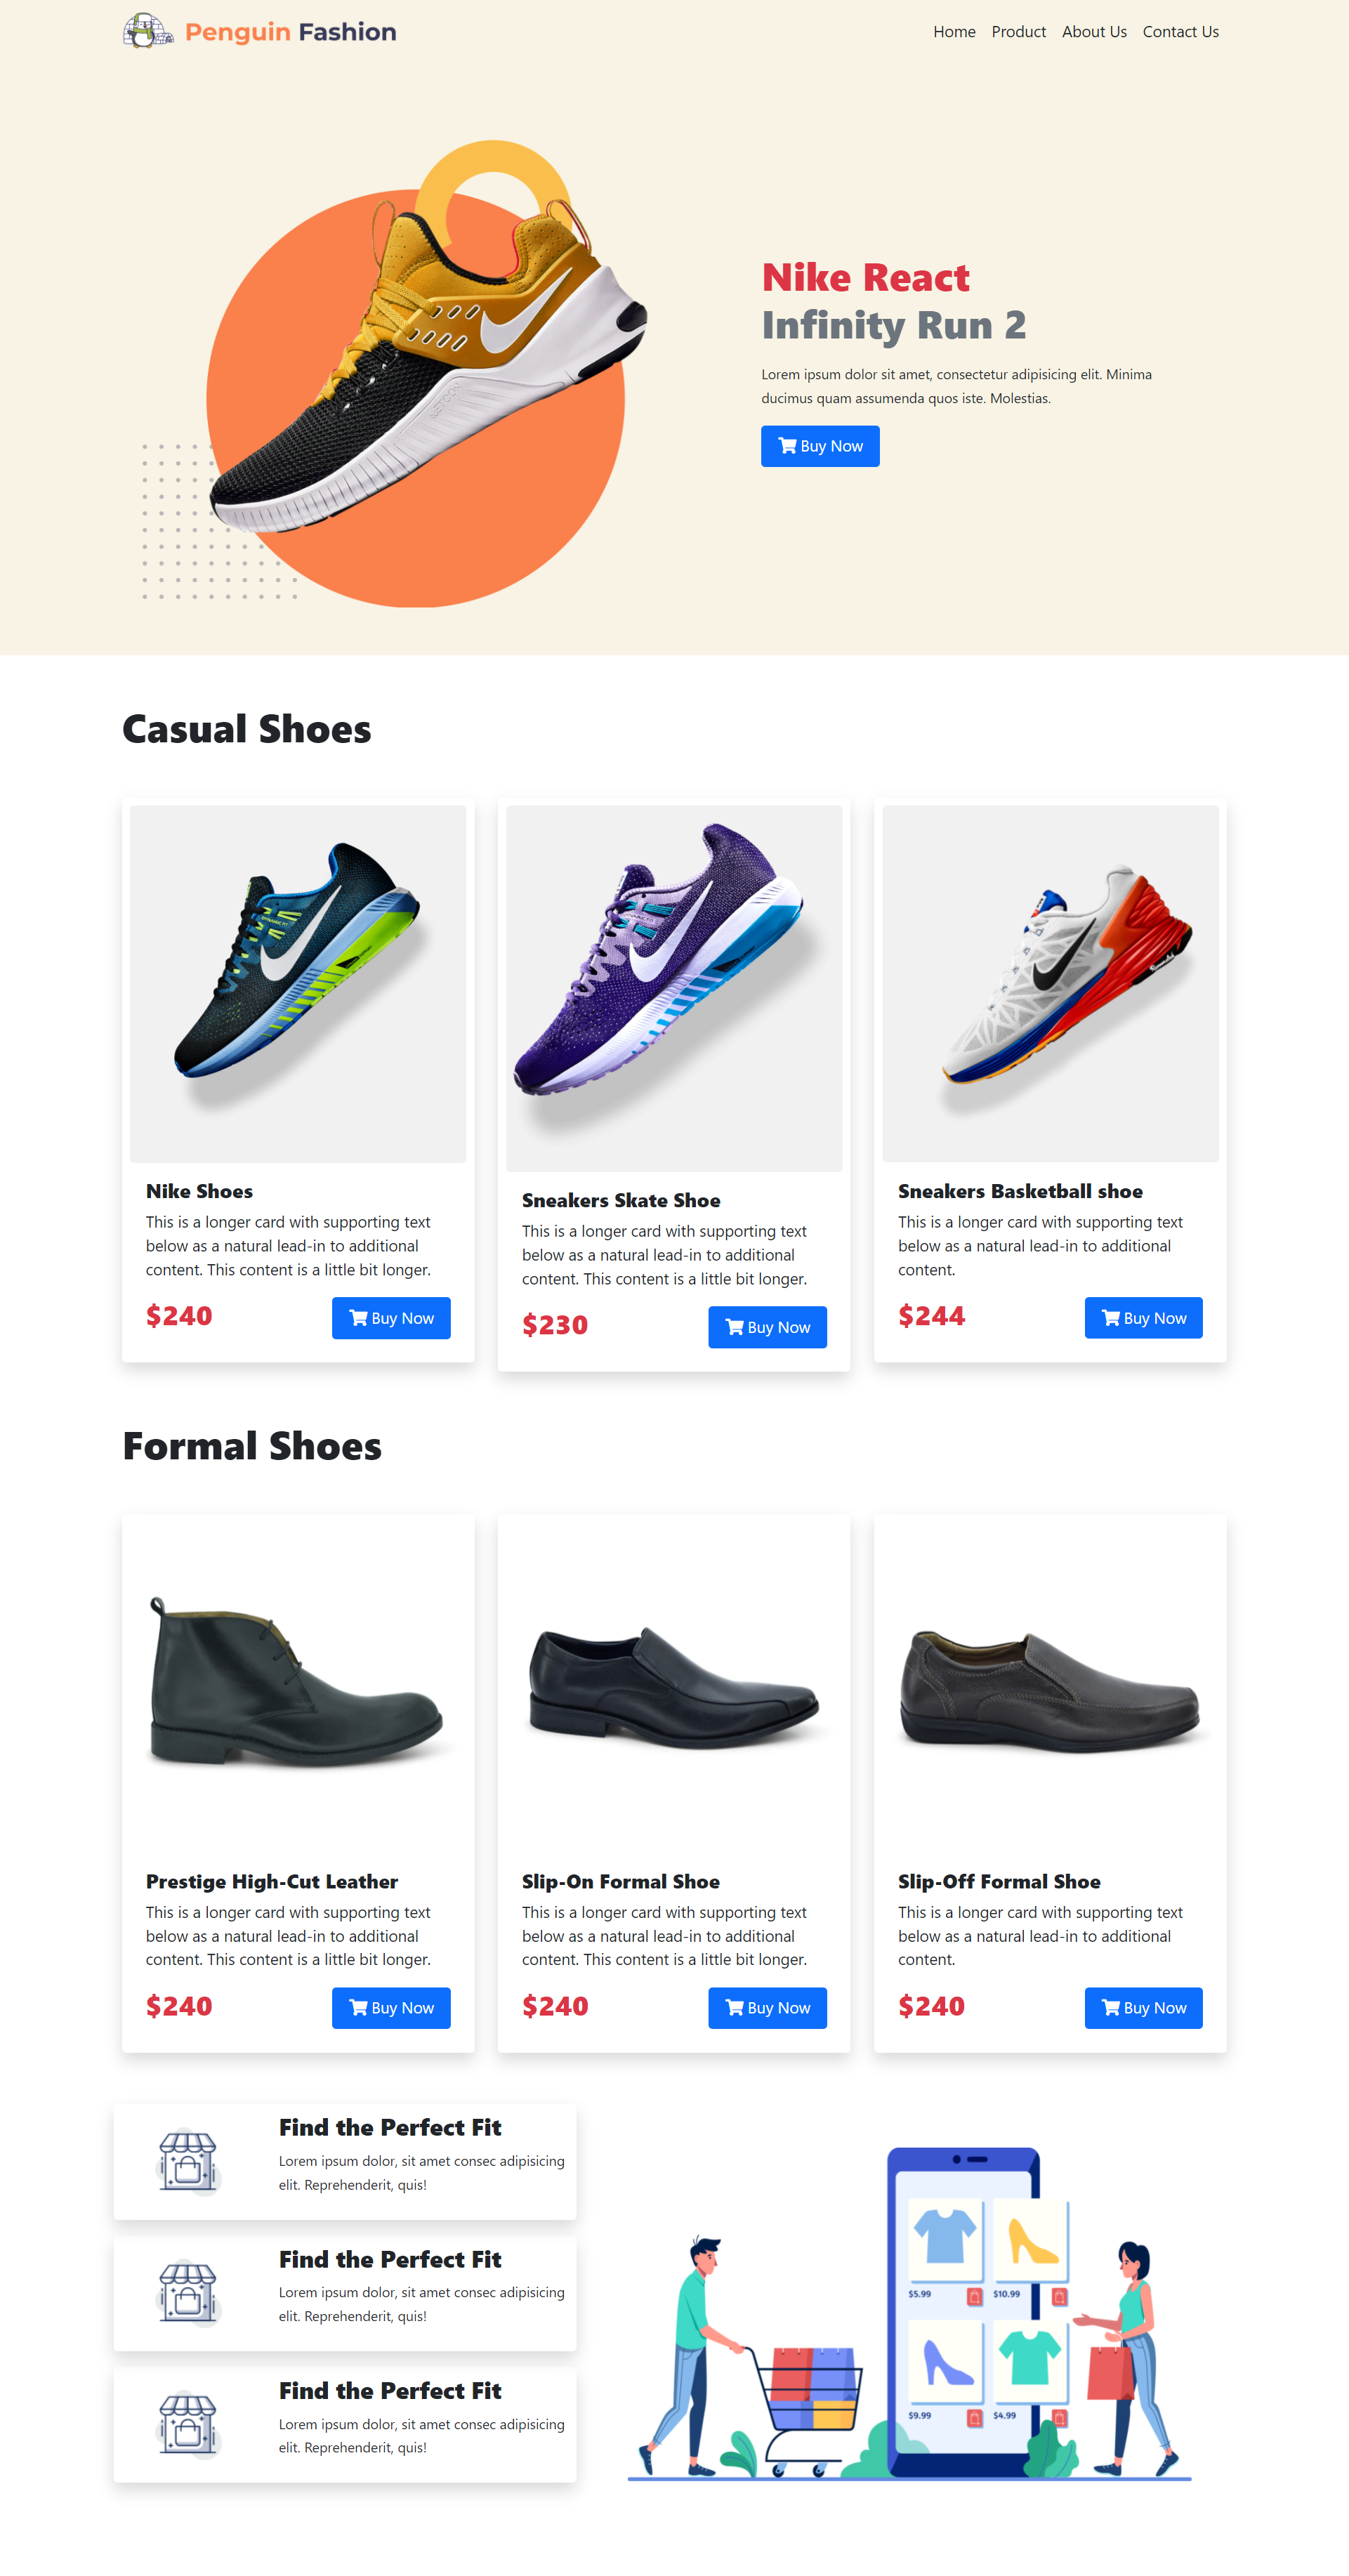 Penguin Fashion
Home Product About Us Contact Us
Nike React
Infinity Run 2
Lorem ipsum dolor sit amet, consectetur adipisicing elit. Minima
ducimus quam assumenda quos iste. Molestias.
Buy Now
Casual Shoes
Nike Shoes
This is a longer card with supporting text
below as a natural lead-in to additional
content. This content is a little bit longer.
$240
Buy Now
Sneakers Skate Shoe
This is a longer card with supporting text
below as a natural lead-in to additional
content. This content is a little bit longer.
$230
Buy Now
Sneakers Basketball shoe
This is a longer card with supporting text
below as a natural lead-in to additional
content.
$244
Buy Now
Formal Shoes
Prestige High-Cut Leather
This is a longer card with supporting text
below as a natural lead-in to additional
content. This content is a little bit longer.
$240
Buy Now
Slip-On Formal Shoe
This is a longer card with supporting text
below as a natural lead-in to additional
content. This content is a little bit longer.
$240
Buy Now
Slip-Off Formal Shoe
This is a longer card with supporting text
below as a natural lead-in to additional
content.
$240
Buy Now
Find the Perfect Fit
Lorem ipsum dolor, sit amet consec adipisicing
elit. Reprehenderit, quis!
Find the Perfect Fit
Lorem ipsum dolor, sit amet consec adipisicing
elit. Reprehenderit, quis!
Find the Perfect Fit
Lorem ipsum dolor, sit amet consec adipisicing
elit. Reprehenderit, quis!
$5.99
$10.99
$9.99
$4.99